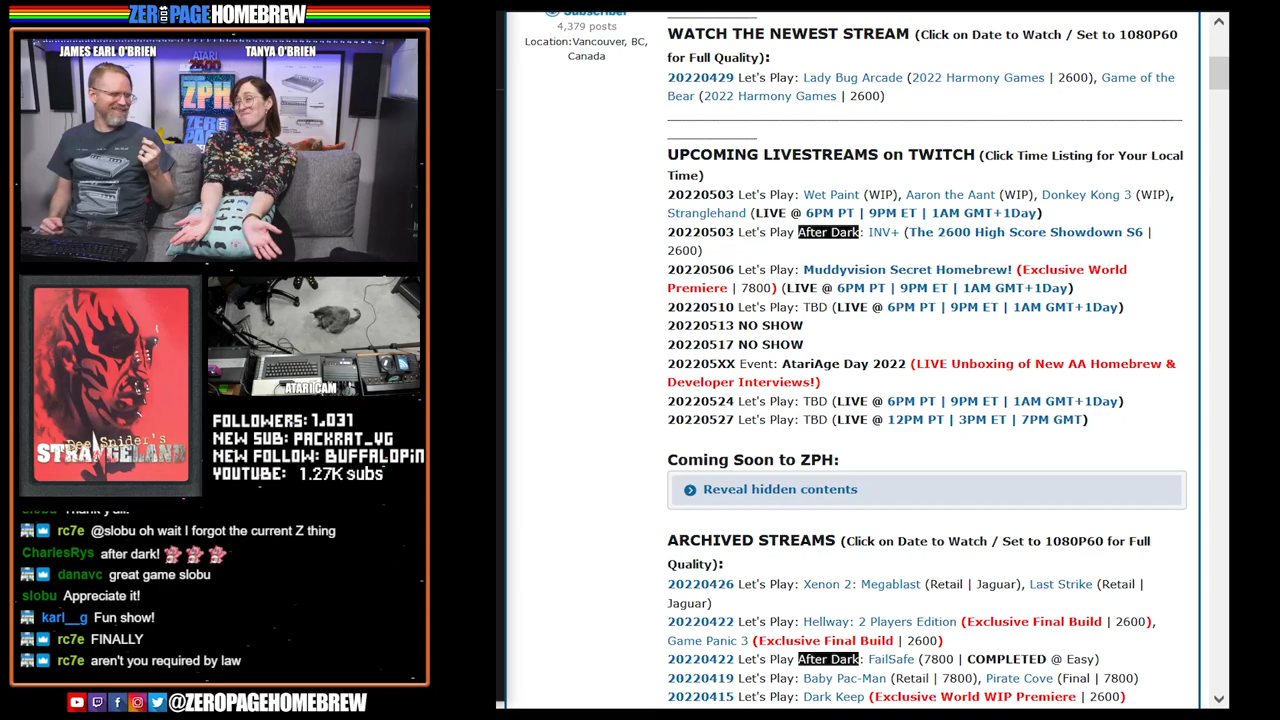 ZERO PAGE HOMEBREW
JAMES EARL O'BRIEN
TANYA O'BRIEN
ATARI
2600
ZPH
Dee Snider's
STRANGELAND
ATARI CAM
FOLLOWERS: 1.031
NEW SUB: PACKRAT_VG
NEW FOLLOW: BUFFALOPIN
YOUTUBE: 1.27K subs
slobu Thank y'all!
rc7e @slobu oh wait I forgot the current Z thing
CharlesRys after dark!
danavc great game slobu
slobu Appreciate it!
karl__g Fun show!
rc7e FINALLY
rc7e aren't you required by law
@ZEROPAGEHOMEBREW
Subscriber
4,379 posts
Location:Vancouver, BC,
Canada
WATCH THE NEWEST STREAM (Click on Date to Watch / Set to 1080P60
for Full Quality):
20220429 Let's Play: Lady Bug Arcade (2022 Harmony Games | 2600), Game of the
Bear (2022 Harmony Games | 2600)
UPCOMING LIVESTREAMS on TWITCH (Click Time Listing for Your Local
Time)
20220503 Let's Play: Wet Paint (WIP), Aaron the Aant (WIP), Donkey Kong 3 (WIP),
Stranglehand (LIVE @ 6PM PT | 9PM ET | 1AM GMT+1Day)
20220503 Let's Play After Dark: INV+ (The 2600 High Score Showdown S6 |
2600)
20220506 Let's Play: Muddyvision Secret Homebrew! (Exclusive World
Premiere | 7800) (LIVE @ 6PM PT | 9PM ET | 1AM GMT+1Day)
20220510 Let's Play: TBD (LIVE @ 6PM PT | 9PM ET | 1AM GMT+1Day)
20220513 NO SHOW
20220517 NO SHOW
202205XX Event: AtariAge Day 2022 (LIVE Unboxing of New AA Homebrew &
Developer Interviews!)
20220524 Let's Play: TBD (LIVE @ 6PM PT | 9PM ET | 1AM GMT+1Day)
20220527 Let's Play: TBD (LIVE @ 12PM PT | 3PM ET | 7PM GMT)
Coming Soon to ZPH:
Reveal hidden contents
ARCHIVED STREAMS (Click on Date to Watch / Set to 1080P60 for Full
Quality):
20220426 Let's Play: Xenon 2: Megablast (Retail | Jaguar), Last Strike (Retail |
Jaguar)
20220422 Let's Play: Hellway: 2 Players Edition (Exclusive Final Build | 2600),
Game Panic 3 (Exclusive Final Build | 2600)
20220422 Let's Play After Dark: FailSafe (7800 | COMPLETED @ Easy)
20220419 Let's Play: Baby Pac-Man (Retail | 7800), Pirate Cove (Final | 7800)
20220415 Let's Play: Dark Keep (Exclusive World WIP Premiere | 2600)